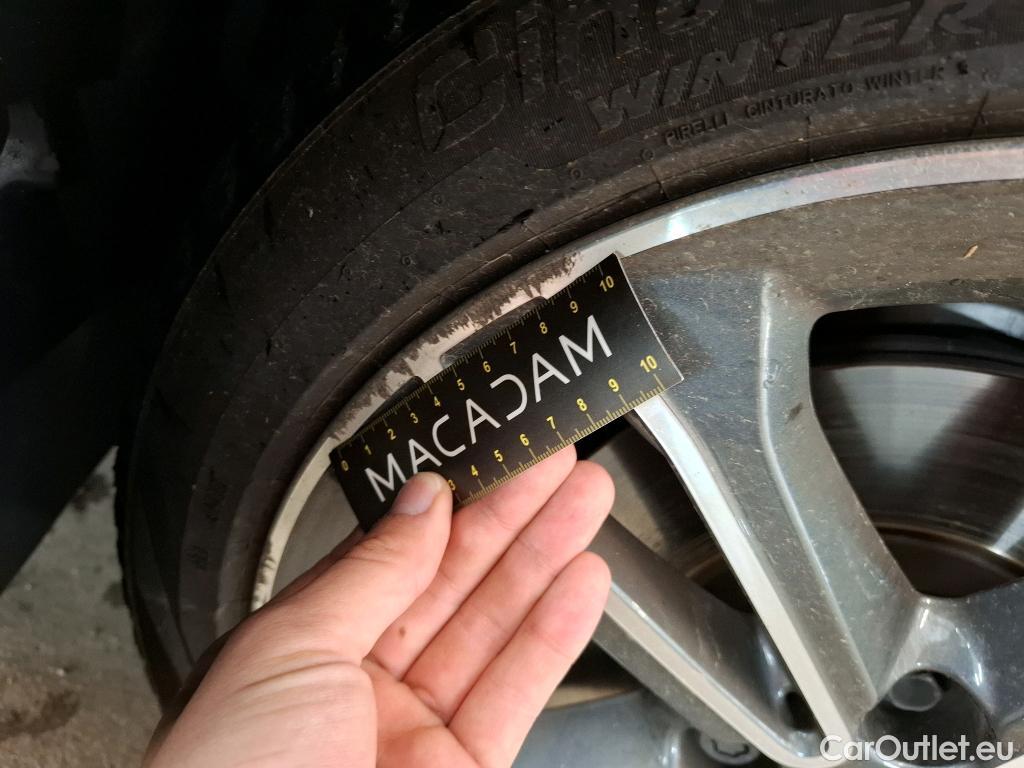 Cin
WINTER
PIRELLI CINTURATO WINTER
0 1 2 3 4 5 6 7 8 9 10
MACADAM
3 4 5 6 7 8 9 10
CarOutlet.eu